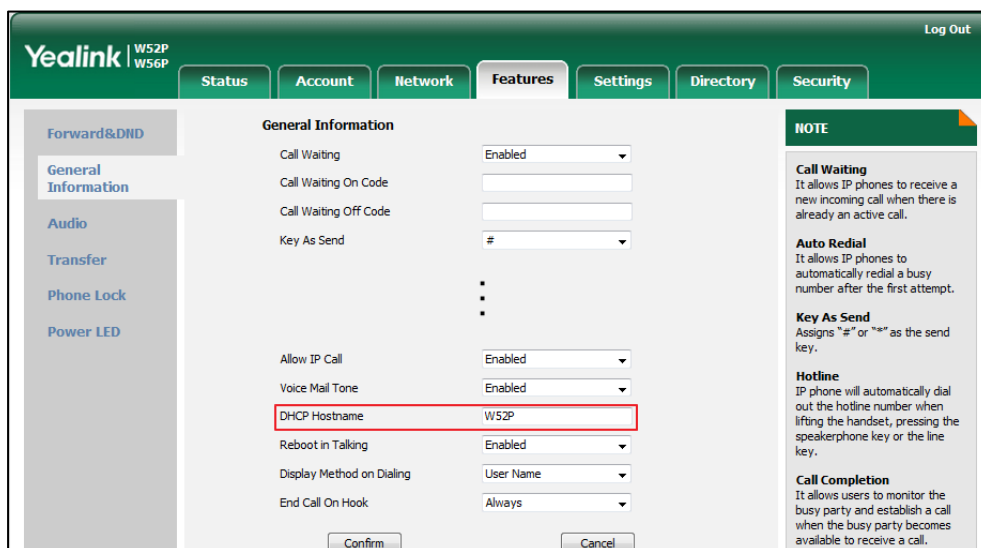 Log Out
Yealink | W52P
W56P
Status Account Network Features Settings Directory Security
Forward&DND
General
Information
Audio
Transfer
Phone Lock
Power LED
General Information
Call Waiting Enabled
Call Waiting On Code
Call Waiting Off Code
Key As Send #
Allow IP Call Enabled
Voice Mail Tone Enabled
DHCP Hostname W52P
Reboot in Talking Enabled
Display Method on Dialing User Name
End Call On Hook Always
Confirm Cancel
NOTE
Call Waiting
It allows IP phones to receive a
new incoming call when there is
already an active call.
Auto Redial
It allows IP phones to
automatically redial a busy
number after the first attempt.
Key As Send
Assigns "#" or "*" as the send
key.
Hotline
IP phone will automatically dial
out the hotline number when
lifting the handset, pressing the
speakerphone key or the line
key.
Call Completion
It allows users to monitor the
busy party and establish a call
when the busy party becomes
available to receive a call.